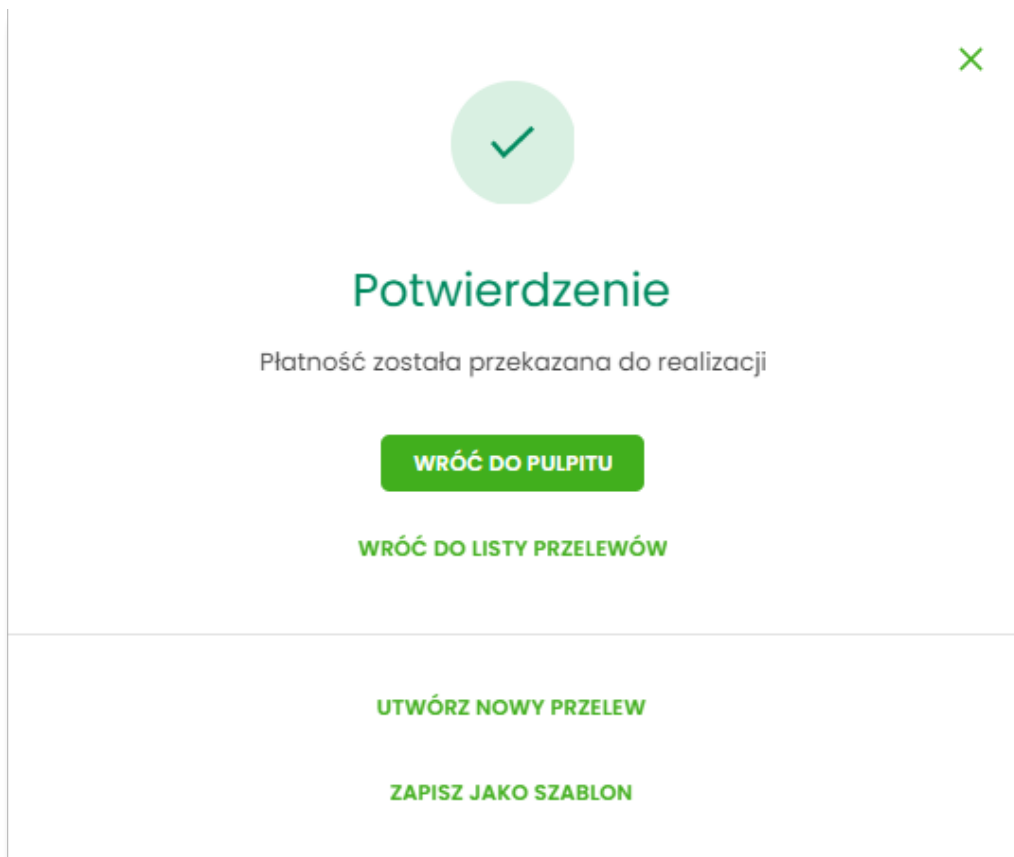 Potwierdzenie
Płatność została przekazana do realizacji
WRÓĆ DO PULPITU
WRÓĆ DO LISTY PRZELEWÓW
UTWÓRZ NOWY PRZELEW
ZAPISZ JAKO SZABLON